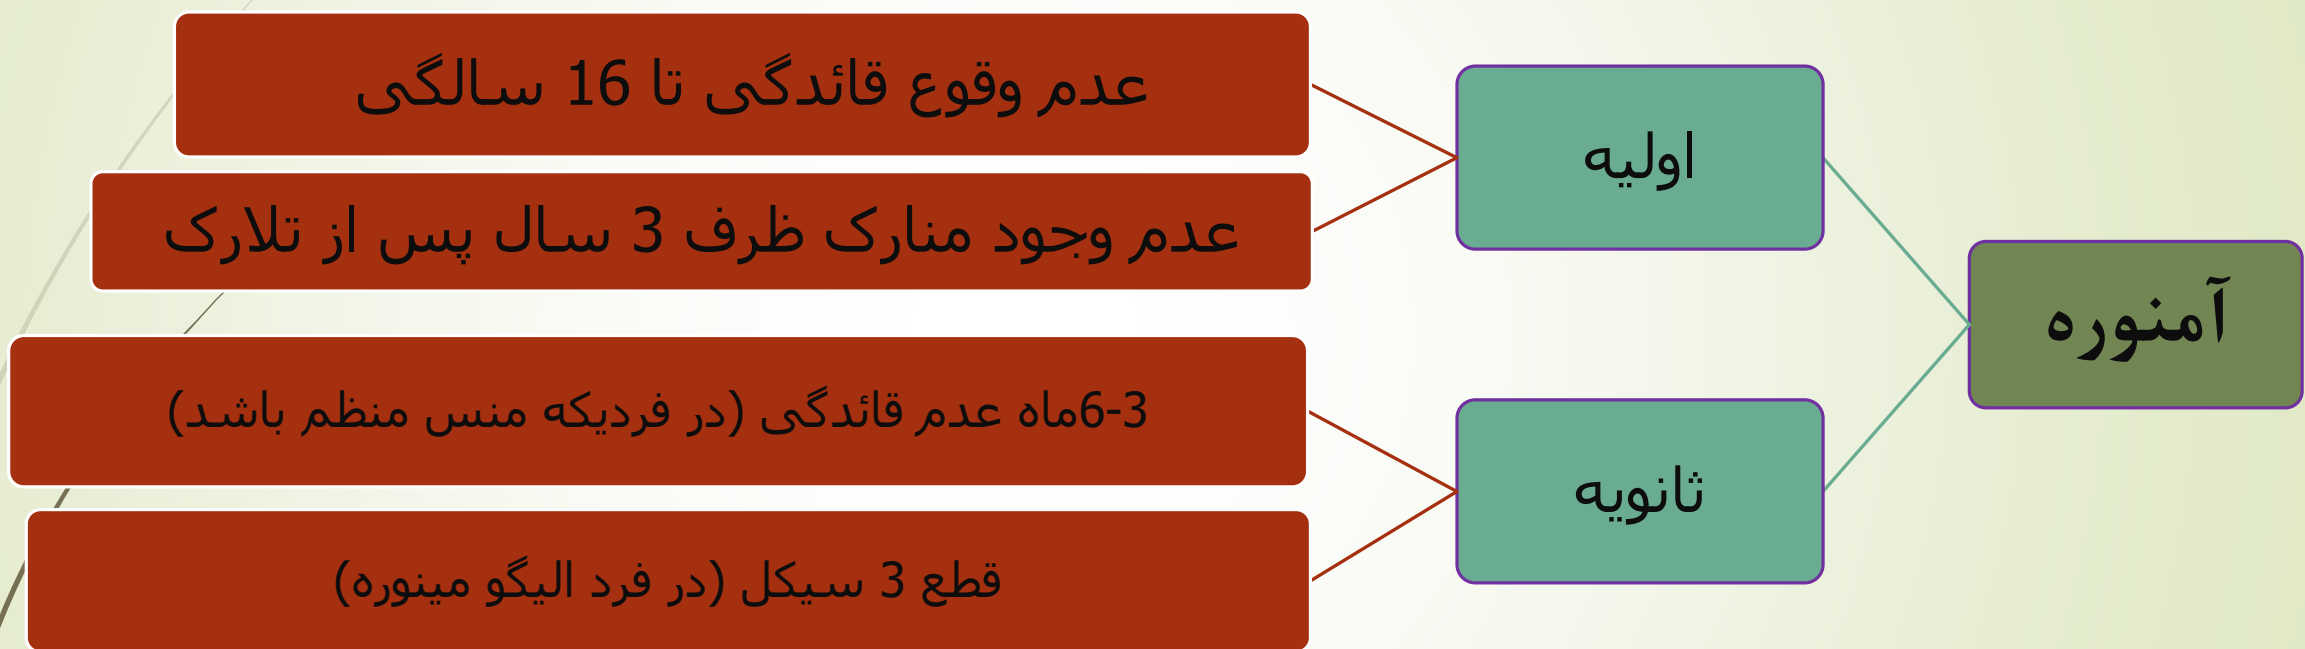 آمنوره
اولیه
عدم وقوع قائدگی تا 16 سالگی
عدم وجود منارک ظرف 3 سال پس از تلارک
ثانویه
3-6ماه عدم قائدگی (در فردیکه منس منظم باشد)
قطع 3 سیکل (در فرد الیگو مینوره)